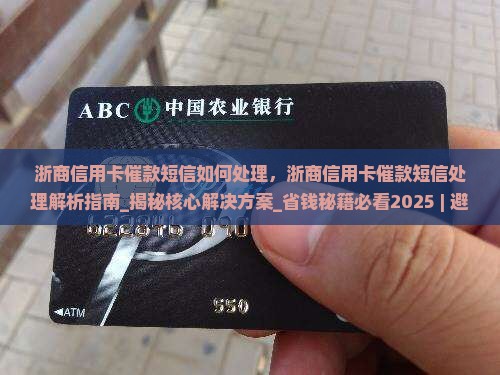 ABC 中国农业银行
浙商信用卡催款短信如何处理，浙商信用卡催款短信处
理解析指南_揭秘核心解决方案_省钱秘籍必看2025 | 避
622846 090
550
◄ATM